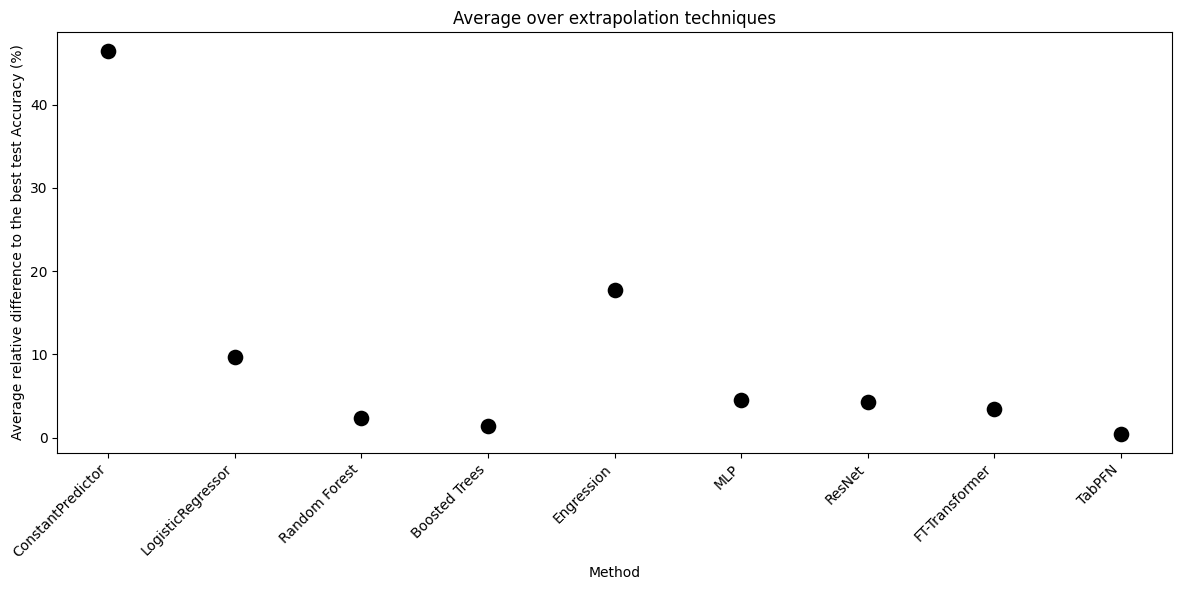 Average over extrapolation techniques
Average relative difference to the best test Accuracy (%)
40
30
20
10
0
ConstantPredictor
LogisticRegressor
Random Forest
Boosted Trees
Engression
MLP
ResNet
FT-Transformer
TabPFN
Method